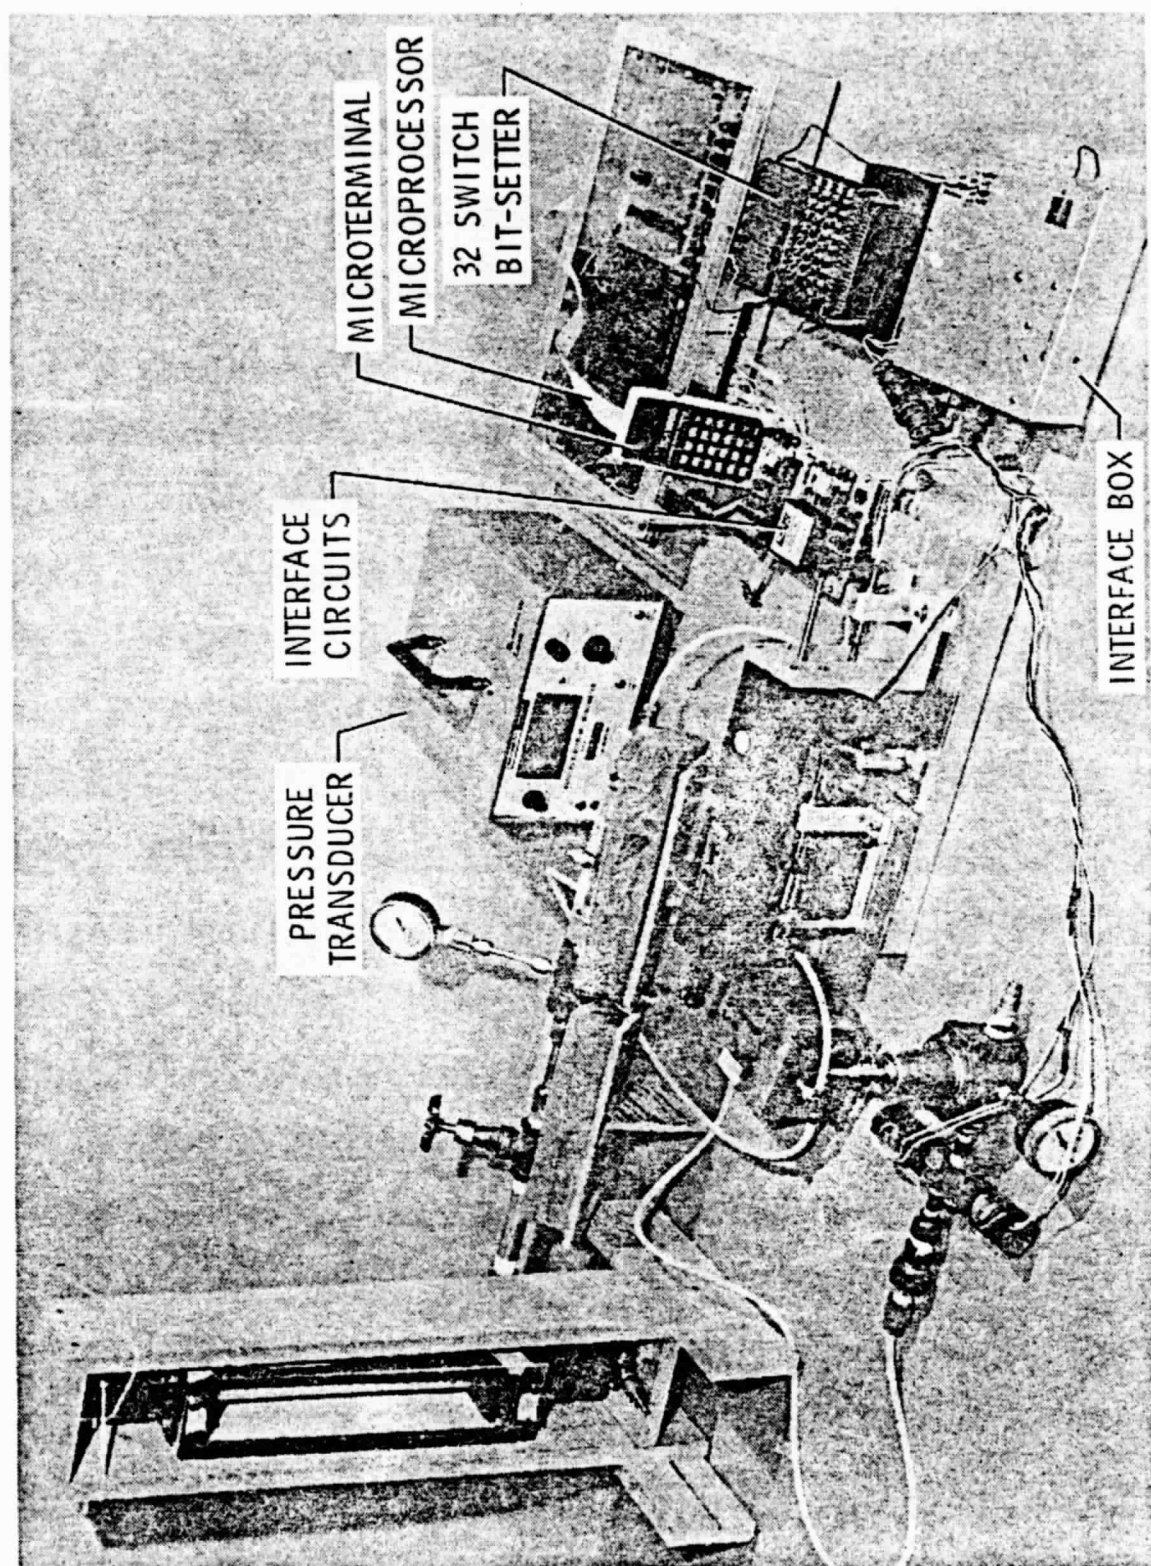 PRESSURE
TRANSDUCER
INTERFACE
CIRCUITS
MICROTERMINAL
MICROPROCESSOR
32 SWITCH
BIT-SETTER
INTERFACE BOX